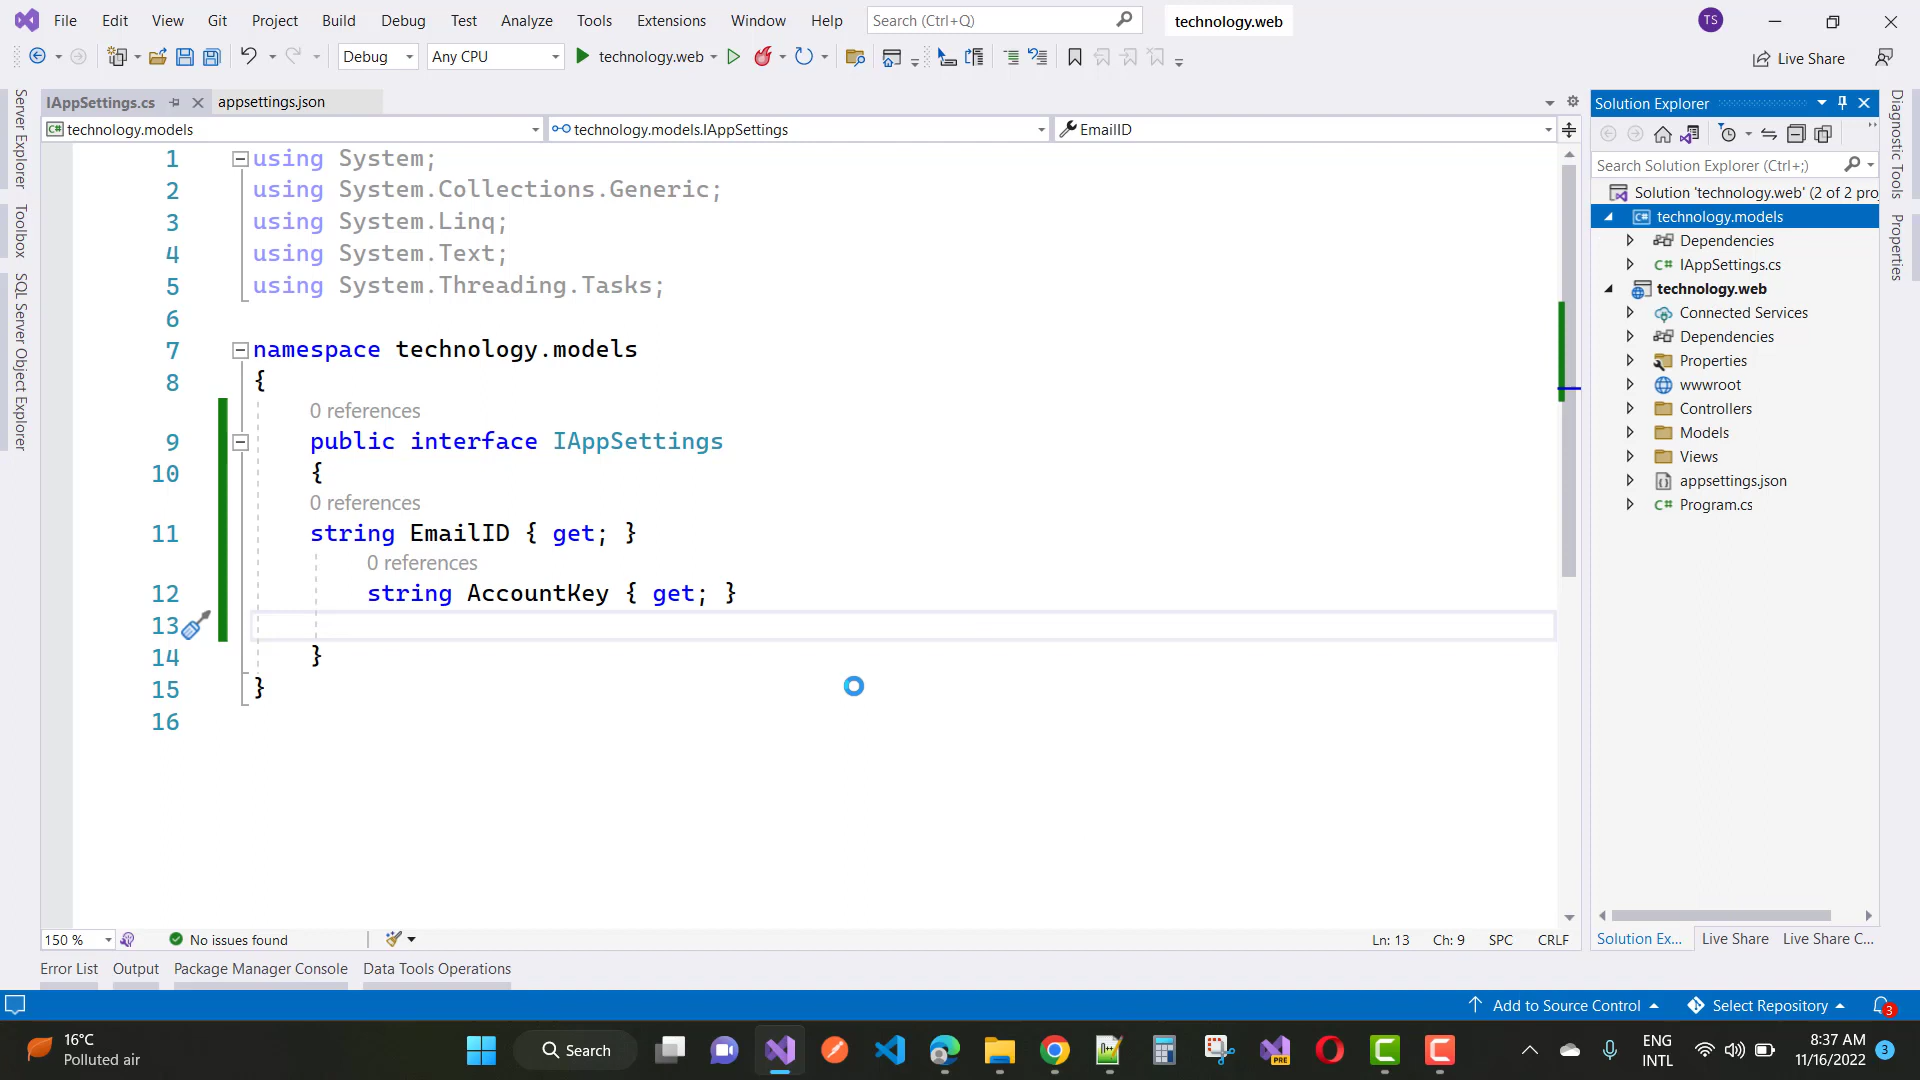 File Edit View Git Project Build Debug Test Analyze Tools Extensions Window Help Search (Ctrl+Q) technology.web TS
Debug Any CPU technology.web Live Share
IAppSettings.cs appsettings.json
technology.models technology.models.IAppSettings EmailID
Server Explorer
Toolbox
SQL Server Object Explorer
1 using System;
2 using System.Collections.Generic;
3 using System.Linq;
4 using System.Text;
5 using System.Threading.Tasks;
6
7 namespace technology.models
8 {
0 references
9 public interface IAppSettings
10 {
0 references
11 string EmailID { get; }
0 references
12 string AccountKey { get; }
13
14 }
15 }
16
150 % No issues found Ln: 13 Ch: 9 SPC CRLF
Solution Explorer
Search Solution Explorer (Ctrl+;)
Solution 'technology.web' (2 of 2 pro
technology.models
Dependencies
IAppSettings.cs
technology.web
Connected Services
Dependencies
Properties
wwwroot
Controllers
Models
Views
appsettings.json
Program.cs
Solution Ex... Live Share Live Share C...
Diagnostic Tools
Properties
Error List Output Package Manager Console Data Tools Operations
Add to Source Control Select Repository 3
16°C
Polluted air
Search
PRE
ENG
INTL
8:37 AM
11/16/2022
3